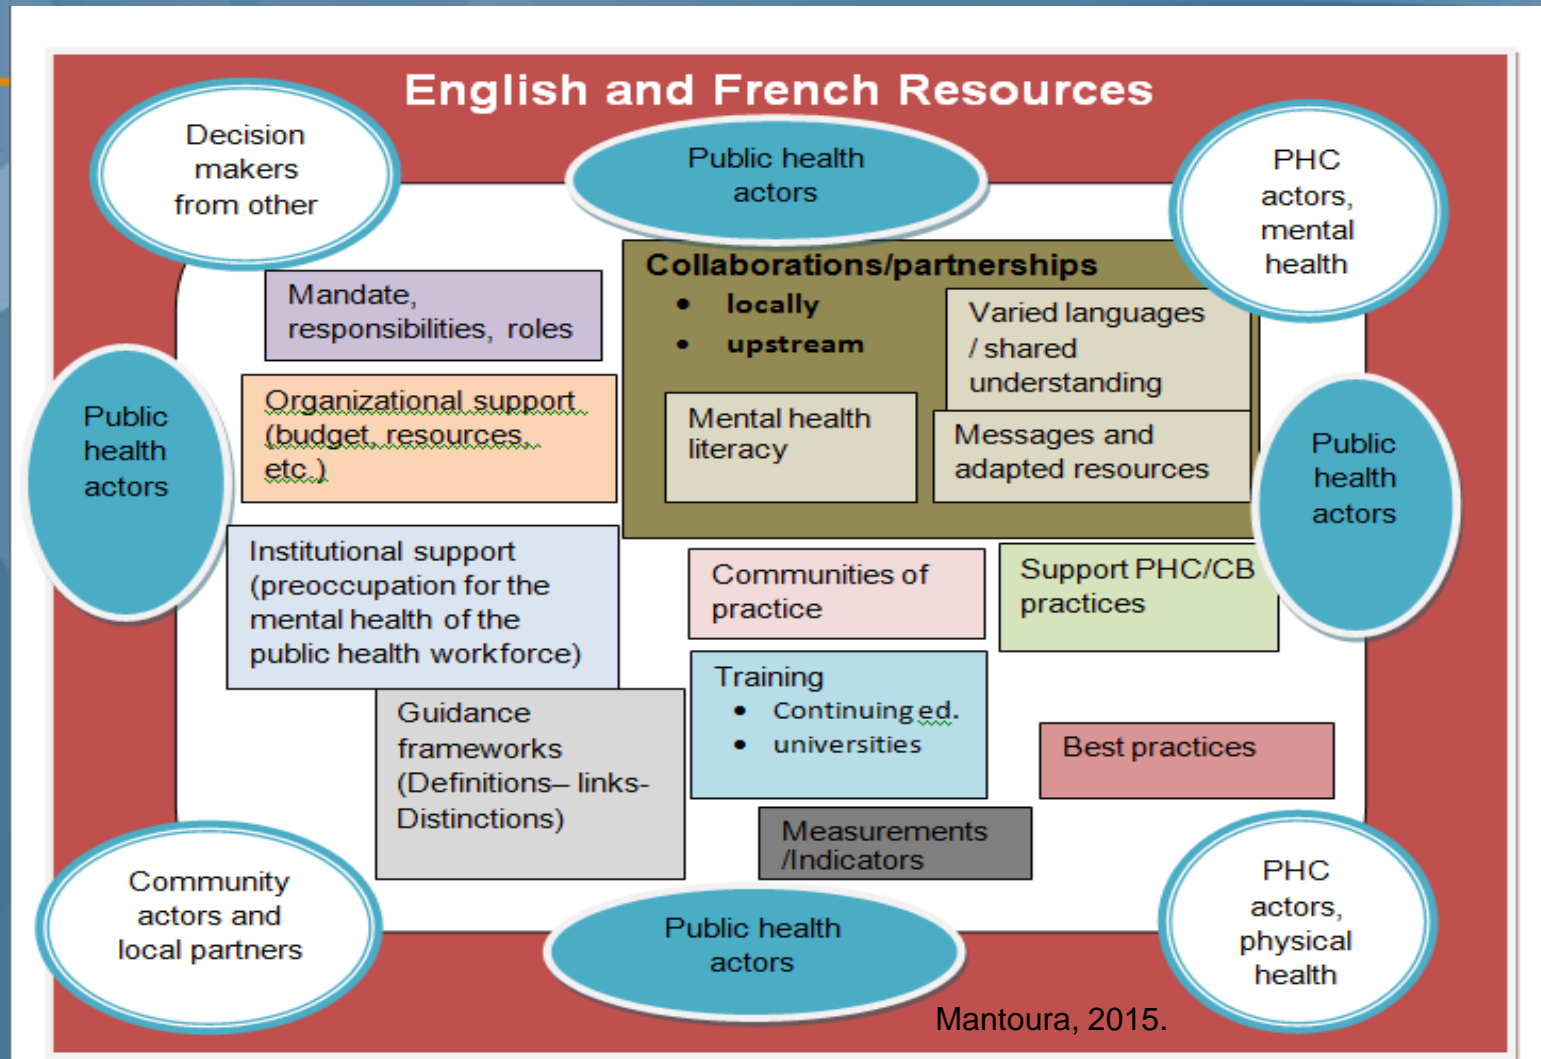 English and French Resources
Decision
makers
from other
Public health
actors
PHC
actors,
mental
health
Mandate,
responsibilities, roles
Collaborations/partnerships
• locally
• upstream
Varied languages
/ shared
understanding
Mental health
literacy
Messages and
adapted resources
Public
health
actors
Organizational support
(budget, resources,
etc.)
Public
health
actors
Institutional support
(preoccupation for the
mental health of the
public health workforce)
Communities of
practice
Support PHC/CB
practices
Guidance
frameworks
(Definitions– links-
Distinctions)
Training
• Continuing ed.
• universities
Best practices
Measurements
/Indicators
Community
actors and
local partners
Public health
actors
PHC
actors,
physical
health
Mantoura, 2015.